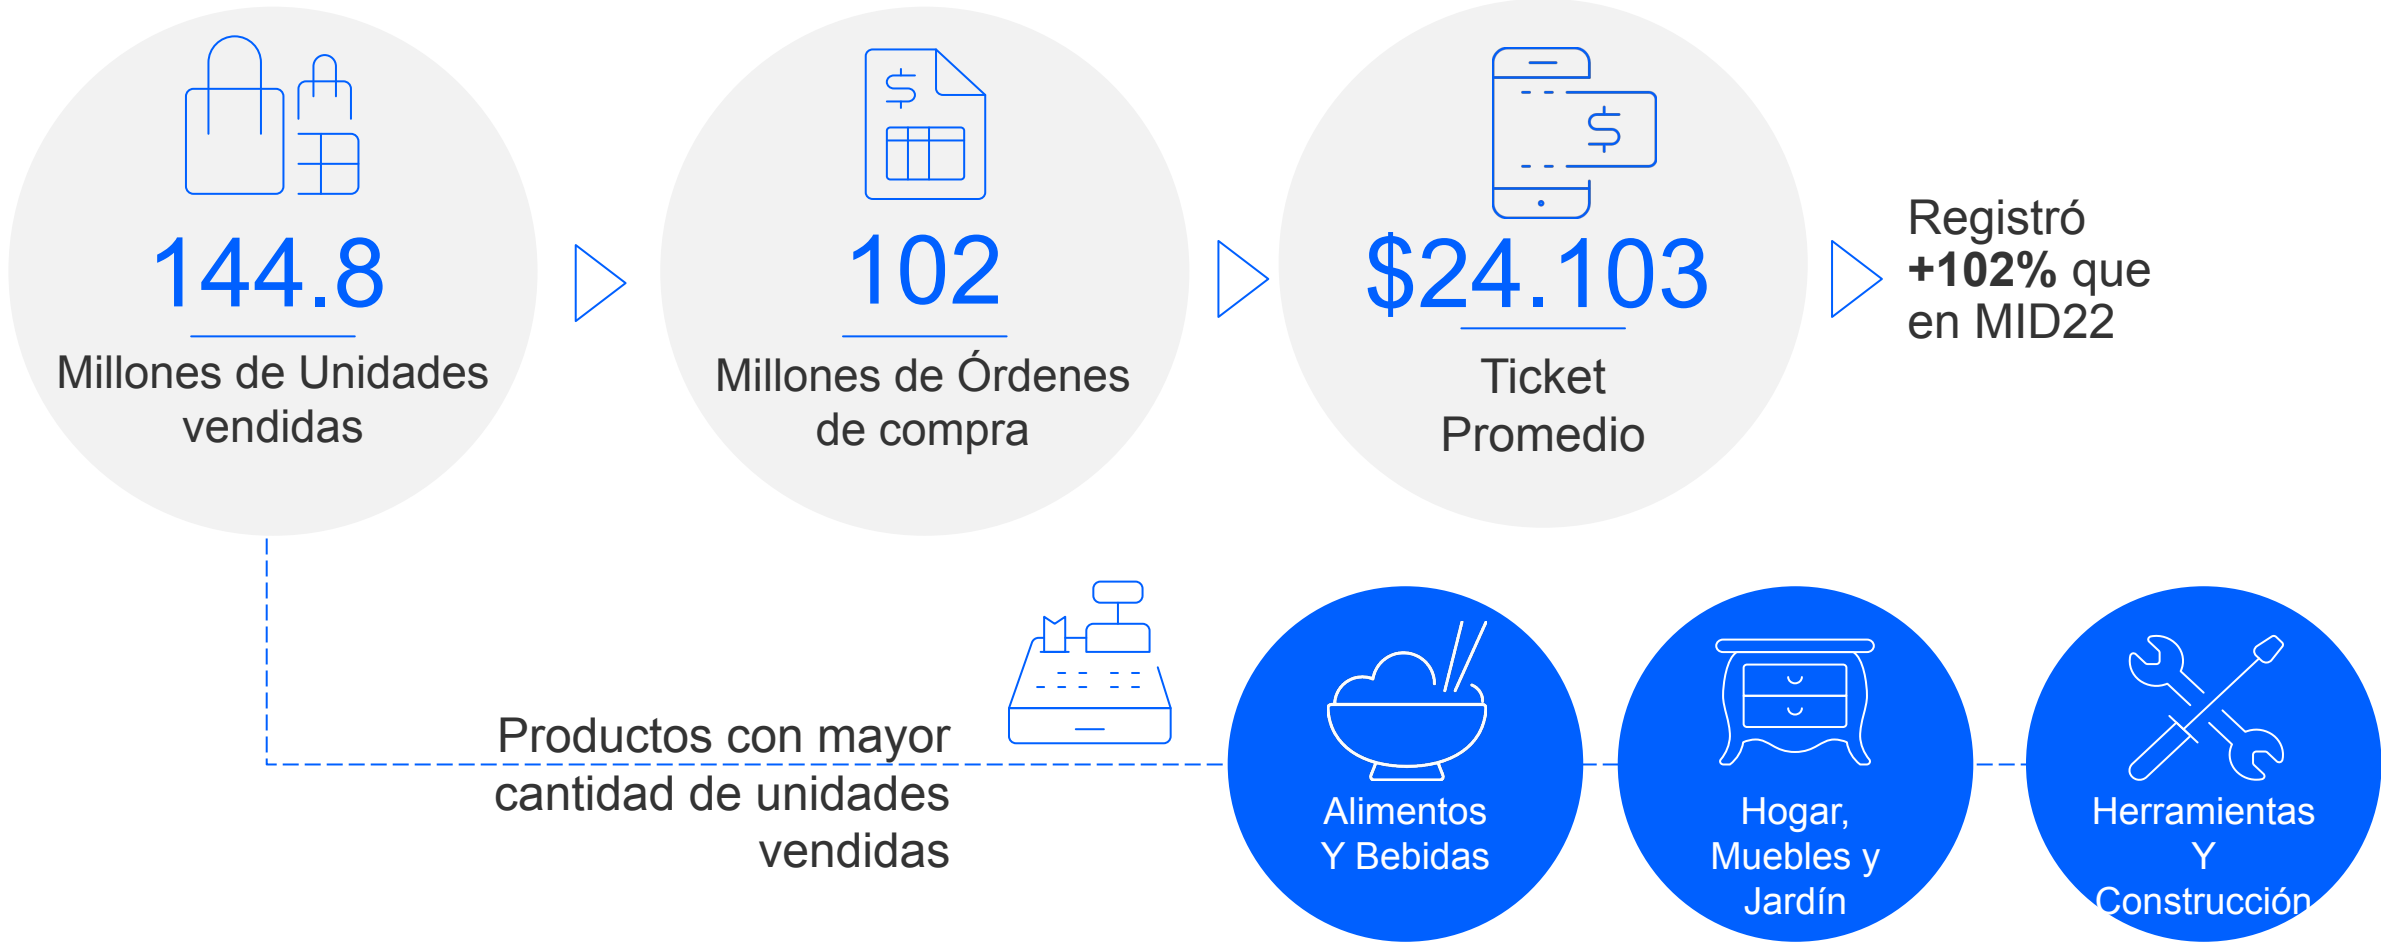 144.8
Millones de Unidades
vendidas
102
Millones de Órdenes
de compra
$24.103
Ticket
Promedio
Registró
+102% que
en MID22
Productos con mayor
cantidad de unidades
vendidas
Alimentos
Y Bebidas
Hogar,
Muebles y
Jardín
Herramientas
Y
Construcción